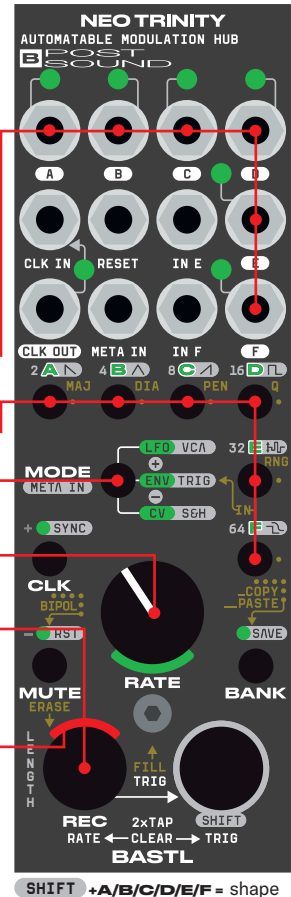 NEO TRINITY
AUTOMATABLE MODULATION HUB
B POST
SOUND
A B C D
CLK IN RESET IN E E
CLK OUT META IN IN F F
2 A 4 B 8 C 16 D
MAJ DIA PEN Q
LFO VCA 32 E
MODE + RNG
META IN ENV TRIG IN
−
CV S&H 64 F
+ SYNC
CLK COPY
BIPOL PASTE
− RST SAVE
MUTE RATE BANK
ERASE
LENGTH
FILL
TRIG
REC 2xTAP SHIFT
RATE ← CLEAR → TRIG
BASTL
SHIFT +A/B/C/D/E/F = shape